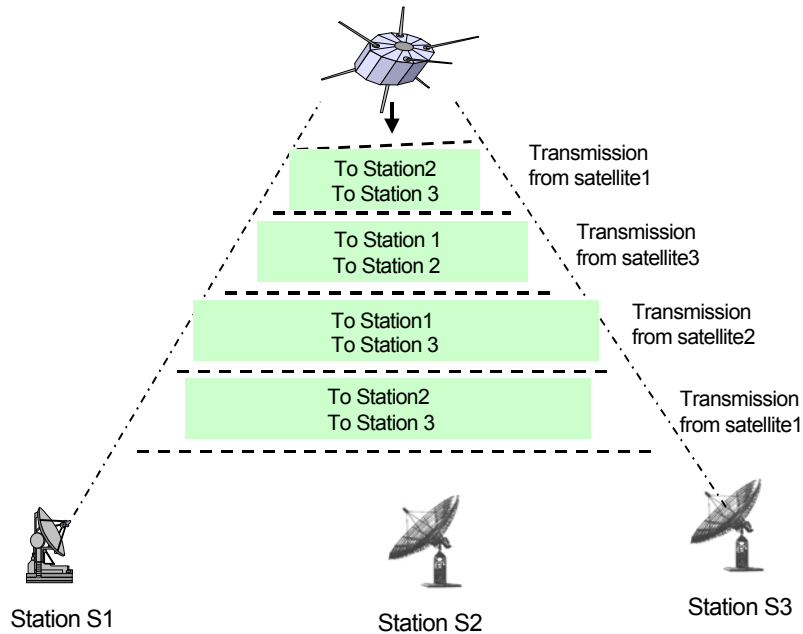 To Station2
To Station 3
Transmission
from satellite1
To Station 1
To Station 2
Transmission
from satellite3
To Station1
To Station 3
Transmission
from satellite2
To Station2
To Station 3
Transmission
from satellite1
Station S1
Station S2
Station S3